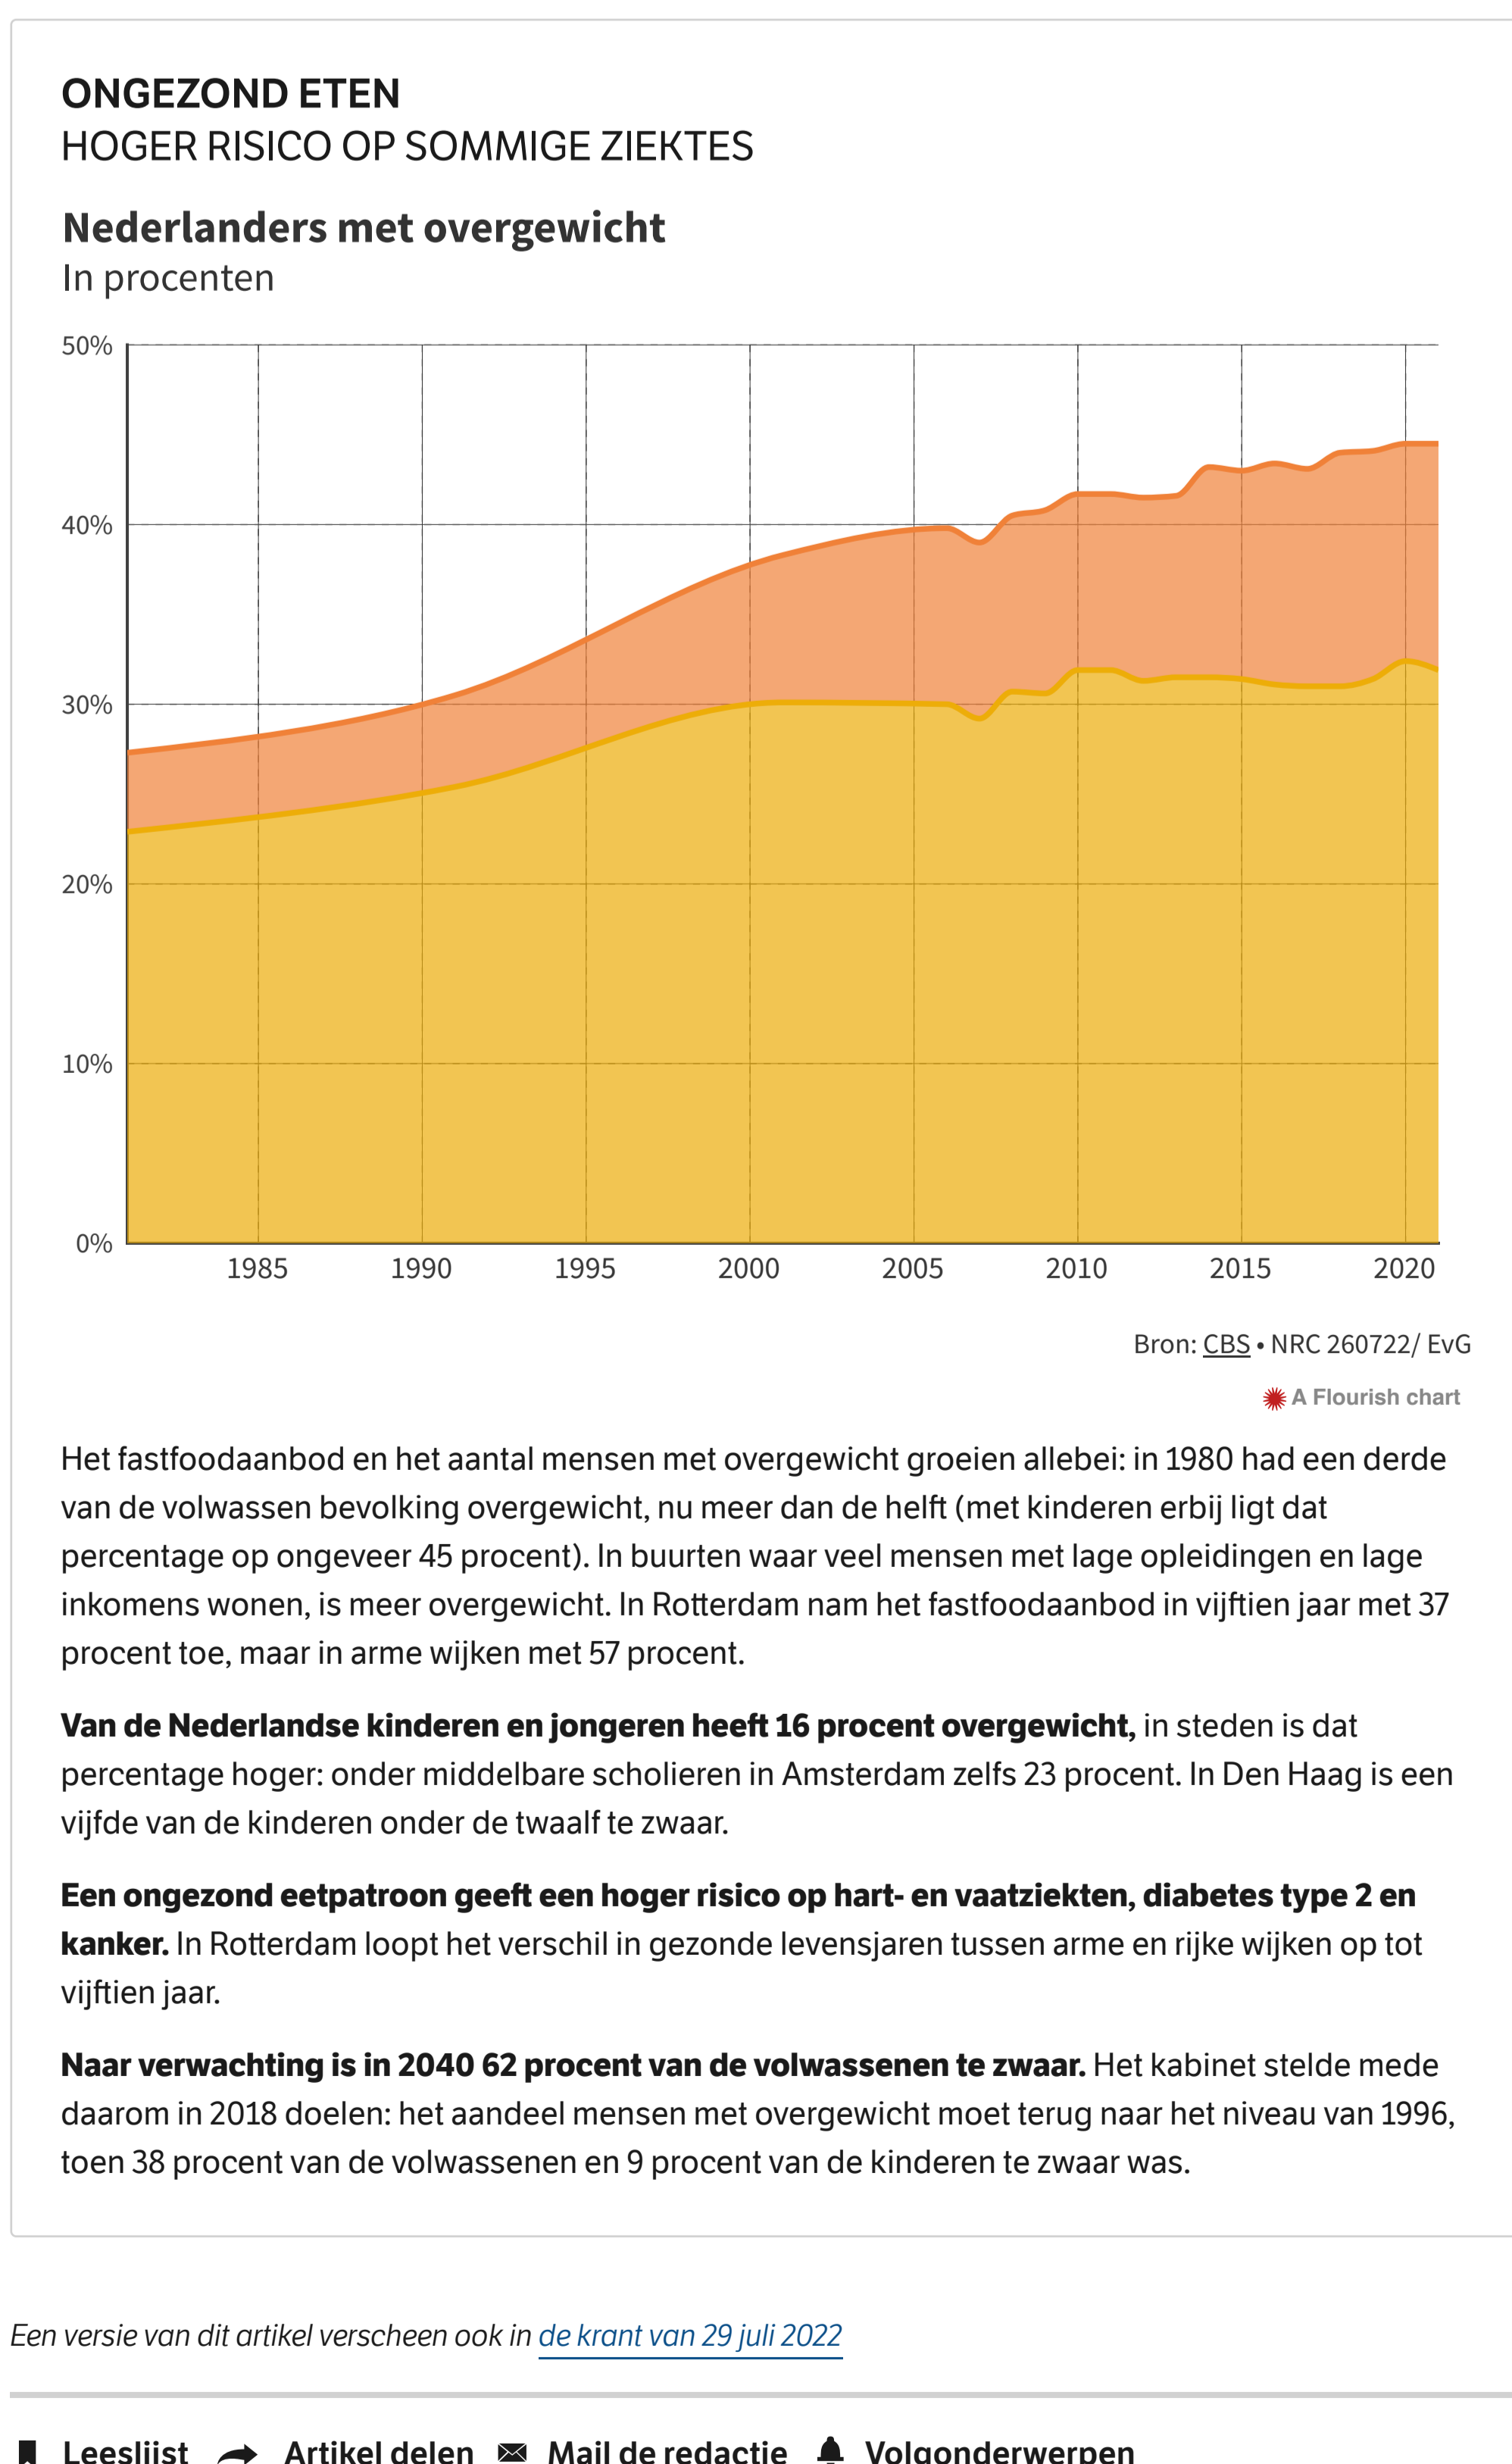 ONGEZOND ETEN
HOGER RISICO OP SOMMIGE ZIEKTES
Nederlanders met overgewicht
In procenten
50%
40%
30%
20%
10%
0%
1985 1990 1995 2000 2005 2010 2015 2020
Bron: CBS • NRC 260722/ EvG
A Flourish chart
Het fastfoodaanbod en het aantal mensen met overgewicht groeien allebei: in 1980 had een derde
van de volwassen bevolking overgewicht, nu meer dan de helft (met kinderen erbij ligt dat
percentage op ongeveer 45 procent). In buurten waar veel mensen met lage opleidingen en lage
inkomens wonen, is meer overgewicht. In Rotterdam nam het fastfoodaanbod in vijftien jaar met 37
procent toe, maar in arme wijken met 57 procent.
Van de Nederlandse kinderen en jongeren heeft 16 procent overgewicht, in steden is dat
percentage hoger: onder middelbare scholieren in Amsterdam zelfs 23 procent. In Den Haag is een
vijfde van de kinderen onder de twaalf te zwaar.
Een ongezond eetpatroon geeft een hoger risico op hart- en vaatziekten, diabetes type 2 en
kanker. In Rotterdam loopt het verschil in gezonde levensjaren tussen arme en rijke wijken op tot
vijftien jaar.
Naar verwachting is in 2040 62 procent van de volwassenen te zwaar. Het kabinet stelde mede
daarom in 2018 doelen: het aandeel mensen met overgewicht moet terug naar het niveau van 1996,
toen 38 procent van de volwassenen en 9 procent van de kinderen te zwaar was.
Een versie van dit artikel verscheen ook in de krant van 29 juli 2022
Leeslijst Artikel delen Mail de redactie Volgonderwerpen